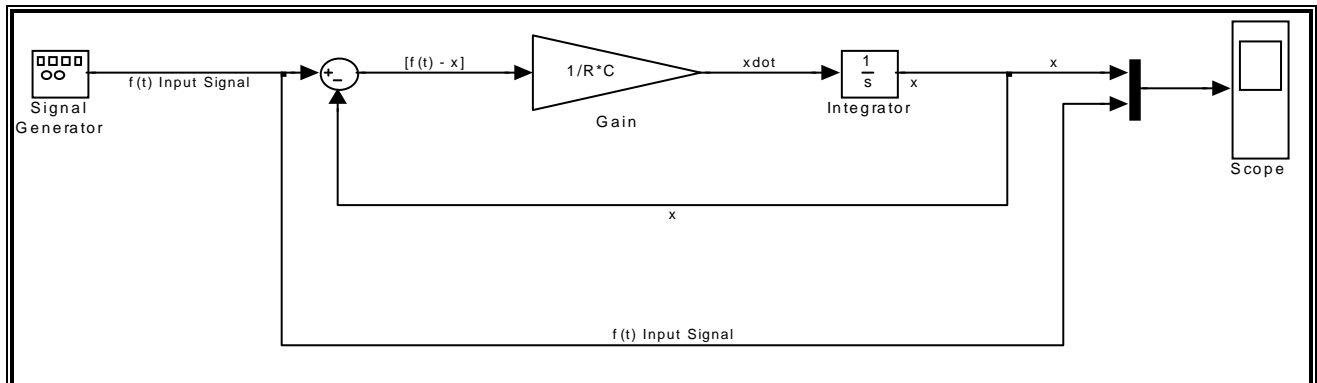 f(t) Input Signal
Signal
Generator
+
-
[f(t) - x]
1/R*C
Gain
xdot
1
s
Integrator
x
x
Scope
x
f(t) Input Signal